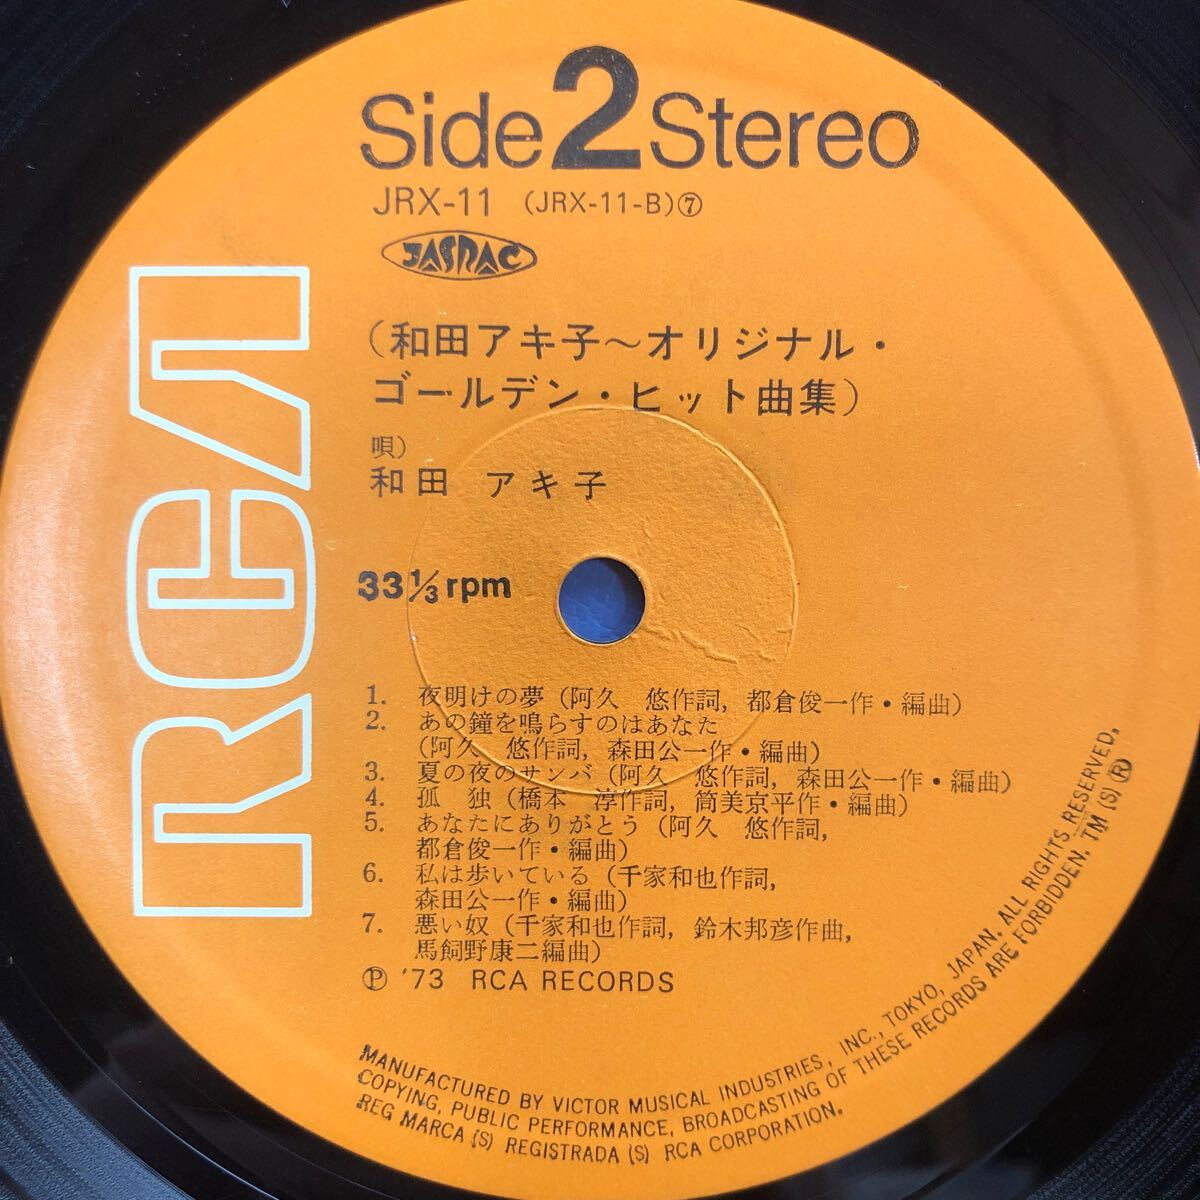 Side 2 Stereo
JRX-11 (JRX-11-B)⑦
JASRAC
RCA
(和田アキ子～オリジナル・
ゴールデン・ヒット曲集)
唄)
和田 アキ子
33 1/3 rpm
1. 夜明けの夢 (阿久 悠作詞, 都倉俊一作・編曲)
2. あの鐘を鳴らすのはあなた
(阿久 悠作詞, 森田公一作・編曲)
3. 夏の夜のサンバ (阿久 悠作詞, 森田公一作・編曲)
4. 孤 独 (橋本 淳作詞, 筒美京平作・編曲)
5. あなたにありがとう (阿久 悠作詞,
都倉俊一作・編曲)
6. 私は歩いている (千家和也作詞,
森田公一作・編曲)
7. 悪い奴 (千家和也作詞, 鈴木邦彦作曲,
馬飼野康二編曲)
Ⓟ '73 RCA RECORDS
MANUFACTURED BY VICTOR MUSICAL INDUSTRIES, INC., TOKYO, JAPAN. ALL RIGHTS RESERVED.
COPYING, PUBLIC PERFORMANCE, BROADCASTING OF THESE RECORDS ARE FORBIDDEN. TM (S) ®
REG MARCA (S) REGISTRADA (S) RCA CORPORATION.